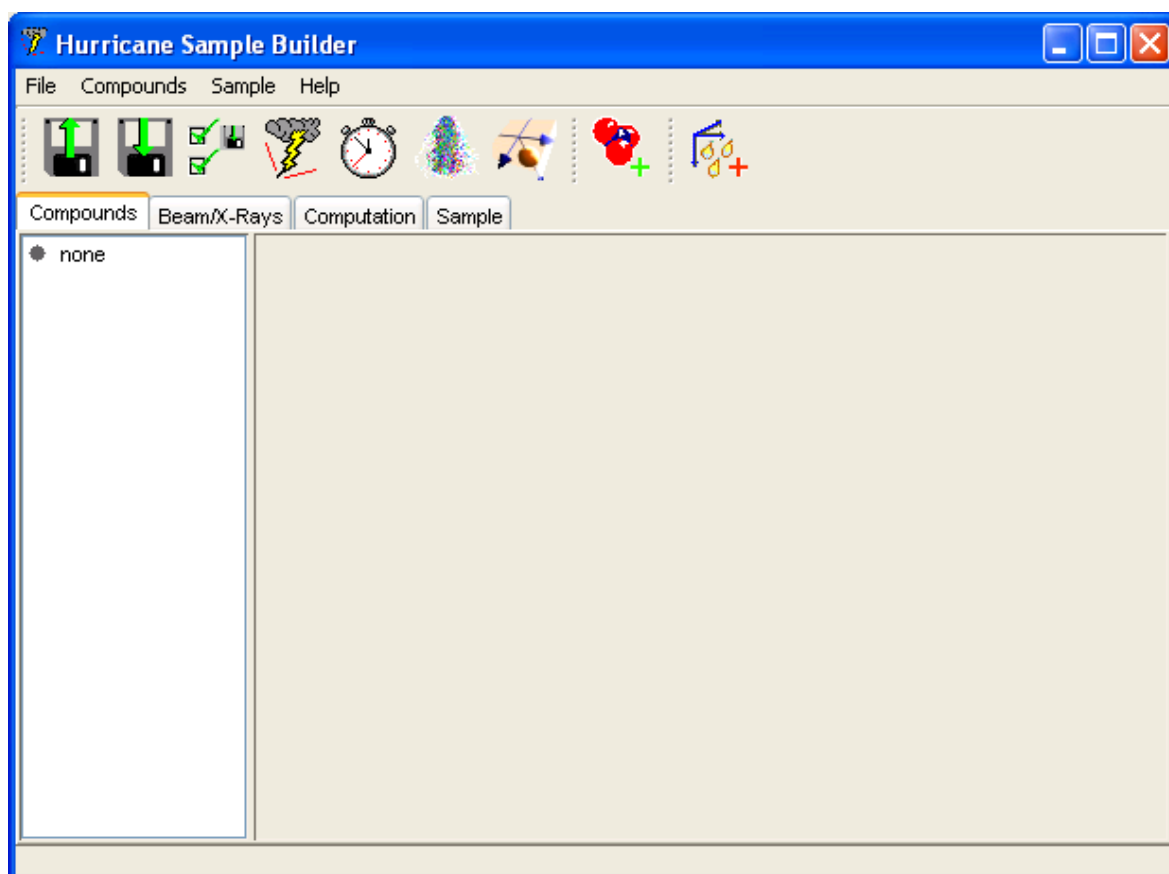 Hurricane Sample Builder
File Compounds Sample Help
Compounds Beam/X-Rays Computation Sample
none